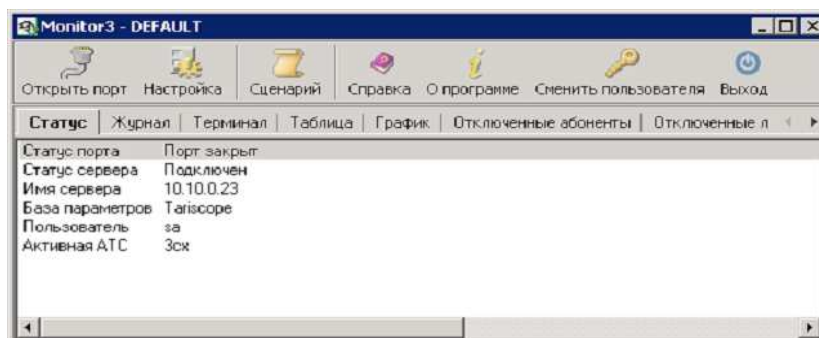 Monitor3 - DEFAULT
Открыть порт Настройка Сценарий Справка О программе Сменить пользователя Выход
Статус Журнал Терминал Таблица График Отключенные абоненты Отключенные л
Статус порта Порт закрыт
Статус сервера Подключен
Имя сервера 10.10.0.23
База параметров Tariscope
Пользователь sa
Активная АТС 3cx